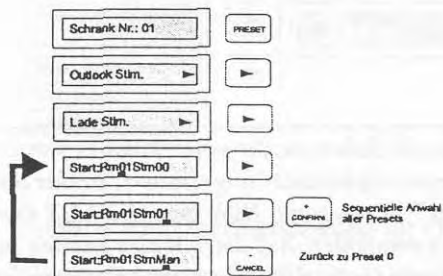 Schrank Nr.: 01
PRESET
Outlook Stim.
Lade Stim.
Start:Rm01Stm00
Start:Rm01Stm01
+
CONFIRM
Sequentielle Anwahl
aller Presets
Start:Rm01StmMan
-
CANCEL
Zurück zu Preset 0